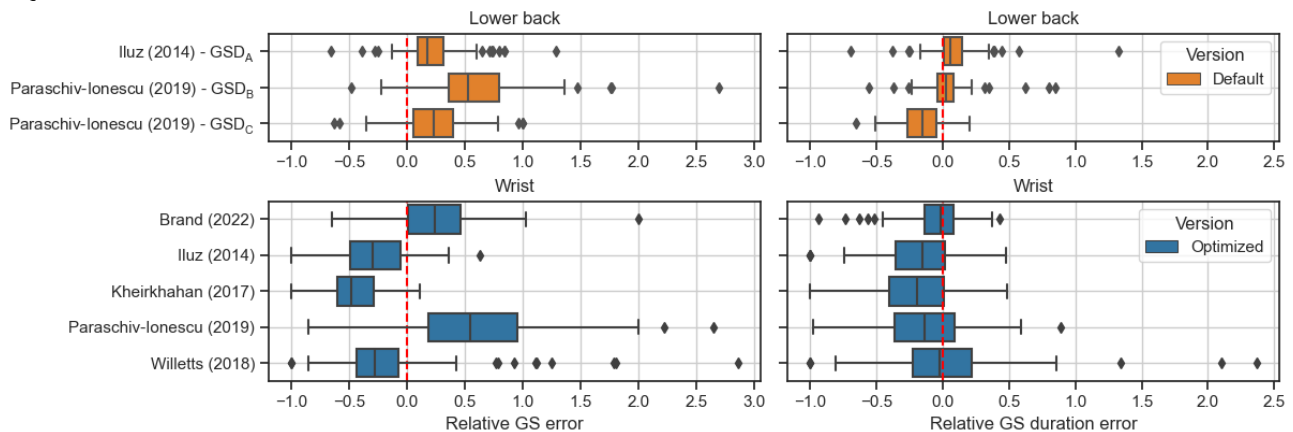 Lower back
Lower back
Iluz (2014) - GSD_A
Paraschiv-Ionescu (2019) - GSD_B
Paraschiv-Ionescu (2019) - GSD_C
Version
Default
−1.0 −0.5 0.0 0.5 1.0 1.5 2.0 2.5 3.0
−1.0 −0.5 0.0 0.5 1.0 1.5 2.0 2.5
Wrist
Wrist
Brand (2022)
Iluz (2014)
Kheirkhahan (2017)
Paraschiv-Ionescu (2019)
Willetts (2018)
Version
Optimized
−1.0 −0.5 0.0 0.5 1.0 1.5 2.0 2.5 3.0
−1.0 −0.5 0.0 0.5 1.0 1.5 2.0 2.5
Relative GS error
Relative GS duration error